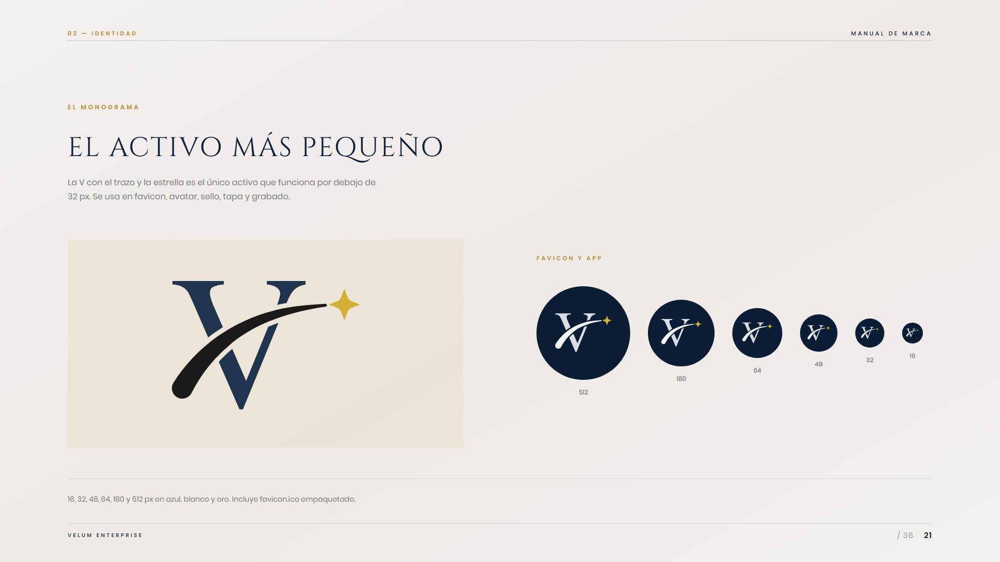 02 — IDENTIDAD
MANUAL DE MARCA
EL MONOGRAMA
EL ACTIVO MÁS PEQUEÑO
La V con el trazo y la estrella es el único activo que funciona por debajo de
32 px. Se usa en favicon, avatar, sello, tapa y grabado.
V
FAVICON Y APP
V
V
V
V
V
V
512
180
64
48
32
16
16, 32, 48, 64, 180 y 512 px en azul, blanco y oro. Incluye favicon.ico empaquetado.
VELUM ENTERPRISE
/ 36 21